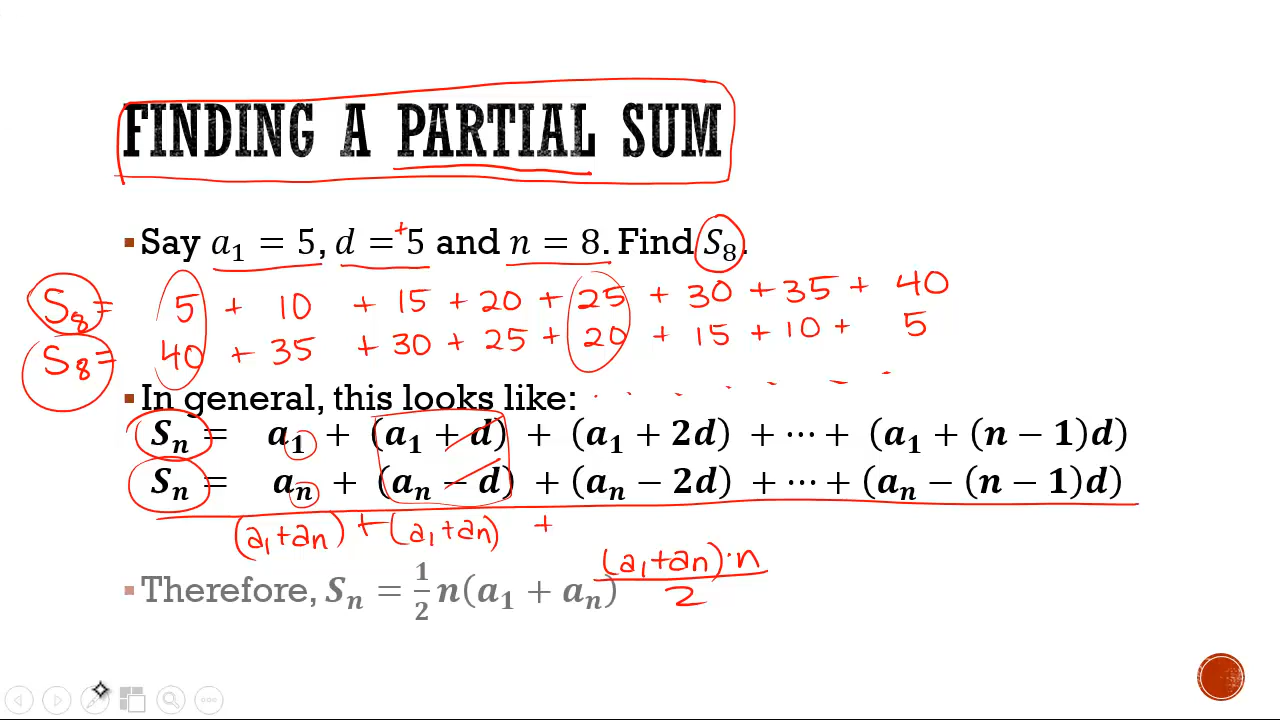 FINDING A PARTIAL SUM
▪ Say a₁ = 5, d = +5 and n = 8. Find S₈.
S₈ = 5 + 10 + 15 + 20 + 25 + 30 + 35 + 40
S₈ = 40 + 35 + 30 + 25 + 20 + 15 + 10 + 5
▪ In general, this looks like:
Sₙ = a₁ + (a₁ + d) + (a₁ + 2d) + ⋯ + (a₁ + (n − 1)d)
Sₙ = aₙ + (aₙ − d) + (aₙ − 2d) + ⋯ + (aₙ − (n − 1)d)
(a₁+aₙ) + (a₁+aₙ) +
(a₁+aₙ)·n / 2
▪ Therefore, Sₙ = 1/2 n(a₁ + aₙ)